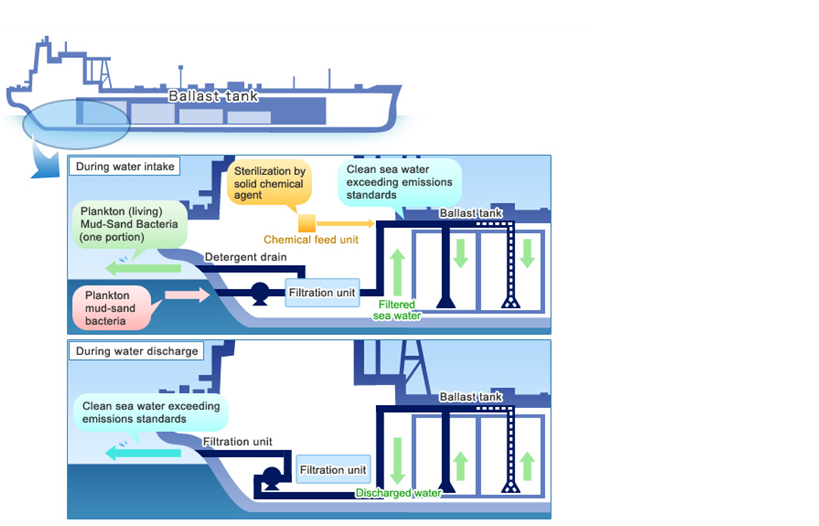 Ballast tank
During water intake
Sterilization by
solid chemical
agent
Clean sea water
exceeding emissions
standards
Plankton (living)
Mud-Sand Bacteria
(one portion)
Ballast tank
Chemical feed unit
Detergent drain
Plankton
mud-sand
bacteria
Filtration unit
Filtered
sea water
During water discharge
Ballast tank
Clean sea water exceeding
emissions standards
Filtration unit
Filtration unit
Discharged water